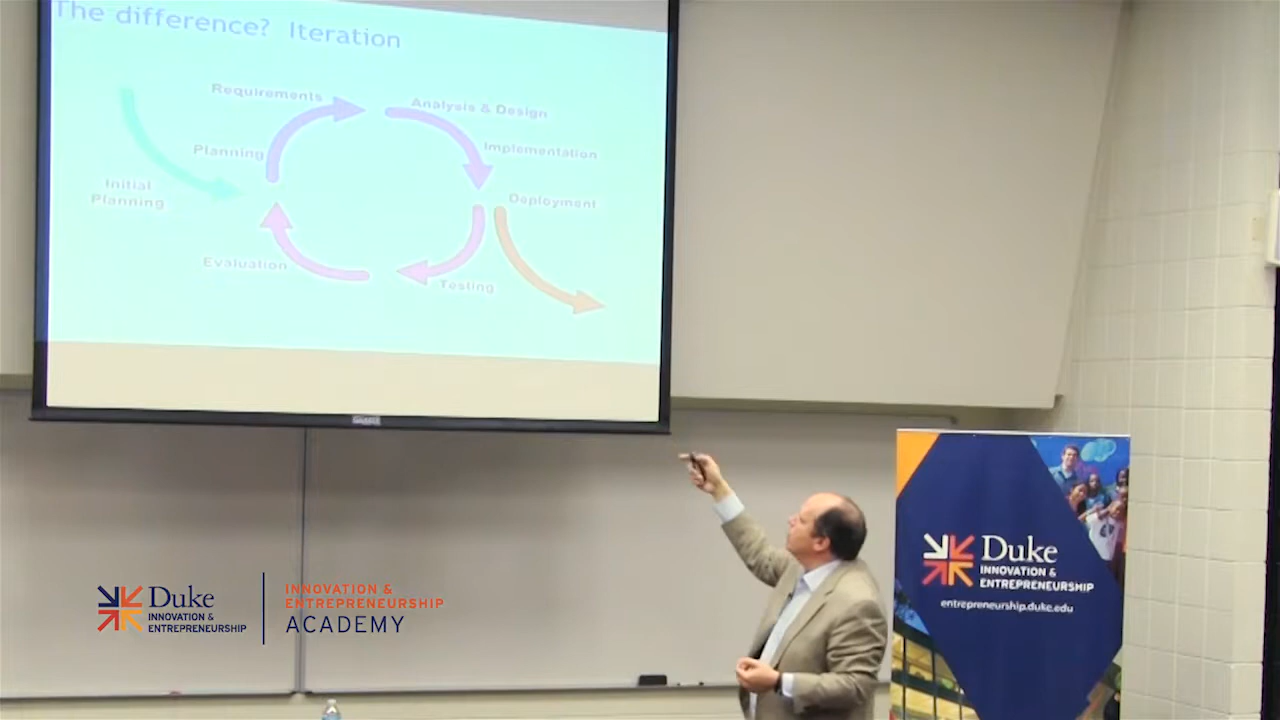 The difference? Iteration
Requirements
Analysis & Design
Planning
Implementation
Initial
Planning
Deployment
Evaluation
Testing
Duke
INNOVATION &
ENTREPRENEURSHIP
INNOVATION &
ENTREPRENEURSHIP
ACADEMY
Duke
INNOVATION &
ENTREPRENEURSHIP
entrepreneurship.duke.edu